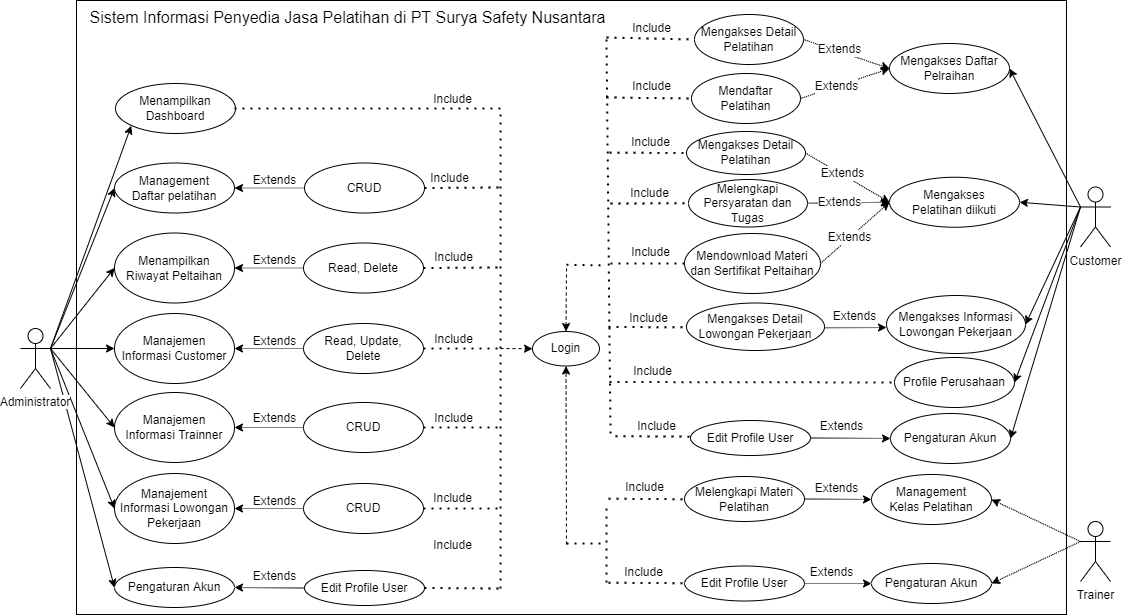 Sistem Informasi Penyedia Jasa Pelatihan di PT Surya Safety Nusantara
Administrator
Menampilkan
Dashboard
Include
Management
Daftar pelatihan
Extends
CRUD
Include
Menampilkan
Riwayat Peltaihan
Extends
Read, Delete
Include
Manajemen
Informasi Customer
Extends
Read, Update,
Delete
Include
Manajemen
Informasi Trainner
Extends
CRUD
Include
Manajement
Informasi Lowongan
Pekerjaan
Extends
CRUD
Include
Include
Pengaturan Akun
Extends
Edit Profile User
Login
Include
Mengakses Detail
Pelatihan
Extends
Mengakses Daftar
Pelraihan
Include
Mendaftar
Pelatihan
Extends
Include
Mengakses Detail
Pelatihan
Extends
Include
Melengkapi
Persyaratan dan
Tugas
Extends
Mengakses
Pelatihan diikuti
Include
Mendownload Materi
dan Sertifikat Peltaihan
Extends
Customer
Include
Mengakses Detail
Lowongan Pekerjaan
Extends
Mengakses Informasi
Lowongan Pekerjaan
Include
Profile Perusahaan
Include
Edit Profile User
Extends
Pengaturan Akun
Include
Melengkapi Materi
Pelatihan
Extends
Management
Kelas Pelatihan
Include
Edit Profile User
Extends
Pengaturan Akun
Trainer